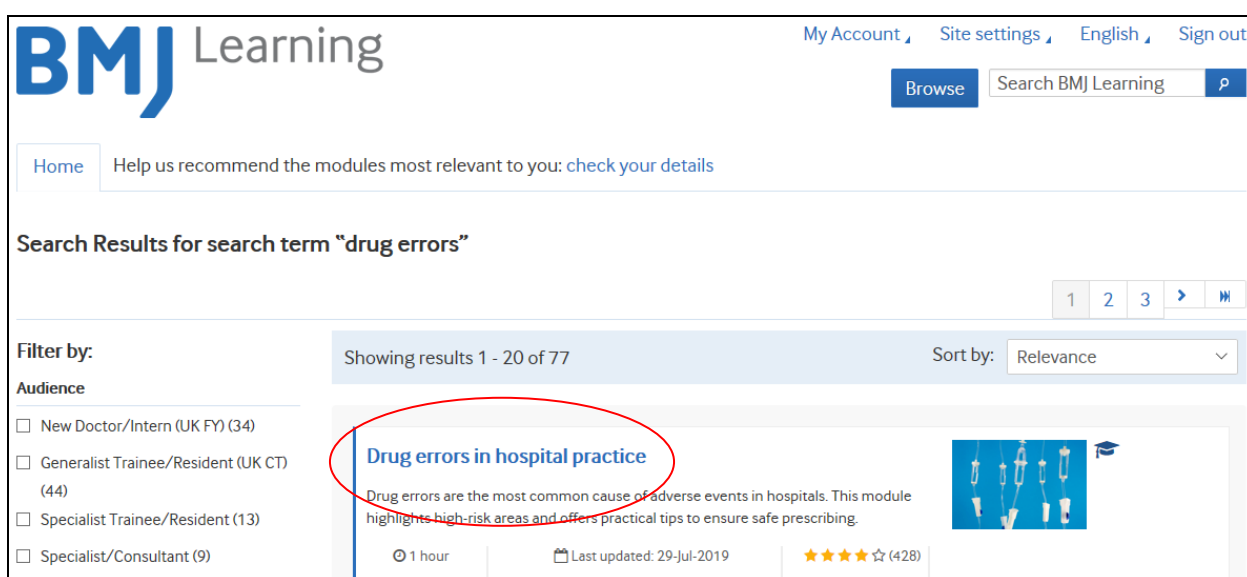 BMJ Learning
My Account Site settings English Sign out
Browse Search BMJ Learning
Home Help us recommend the modules most relevant to you: check your details
Search Results for search term “drug errors”
1 2 3
Filter by:
Showing results 1 - 20 of 77 Sort by: Relevance
Audience
New Doctor/Intern (UK FY) (34)
Generalist Trainee/Resident (UK CT)
(44)
Specialist Trainee/Resident (13)
Specialist/Consultant (9)
Drug errors in hospital practice
Drug errors are the most common cause of adverse events in hospitals. This module
highlights high-risk areas and offers practical tips to ensure safe prescribing.
1 hour Last updated: 29-Jul-2019 (428)